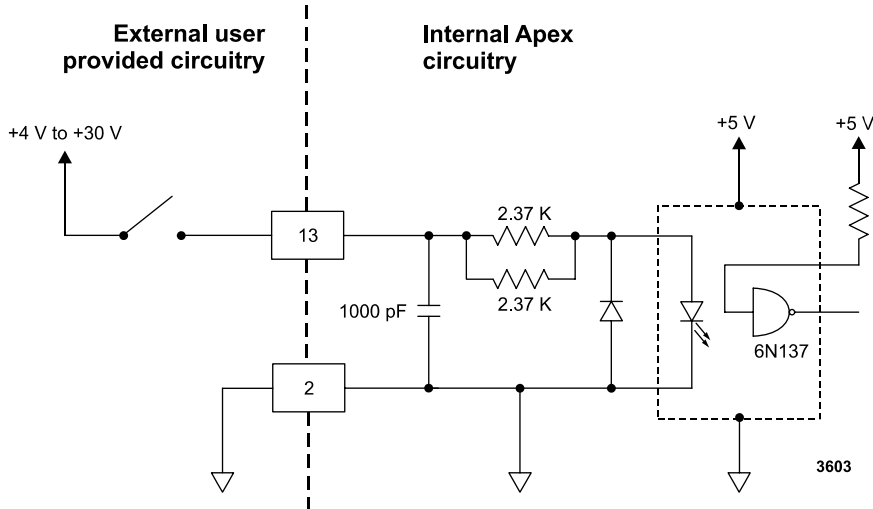 External user
provided circuitry
Internal Apex
circuitry
+4 V to +30 V
+5 V
+5 V
13
2.37 K
2.37 K
1000 pF
6N137
2
3603